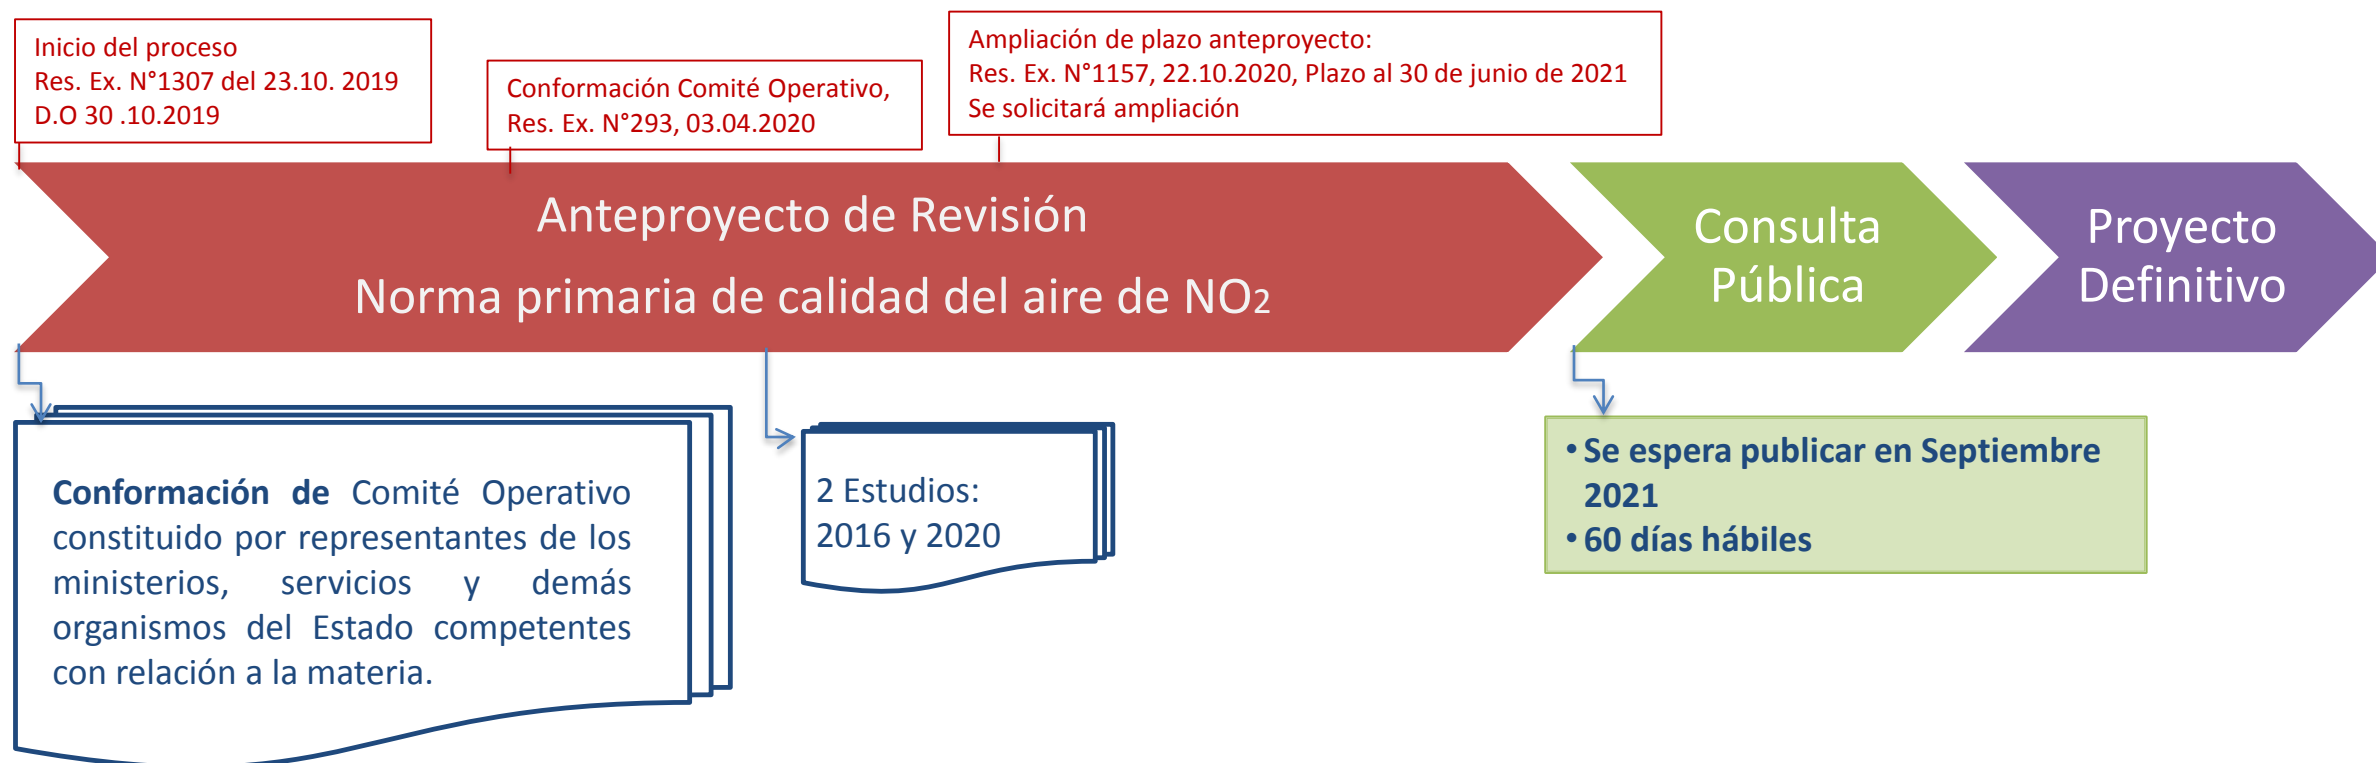 Inicio del proceso
Res. Ex. N°1307 del 23.10. 2019
D.O 30 .10.2019
Conformación Comité Operativo,
Res. Ex. N°293, 03.04.2020
Ampliación de plazo anteproyecto:
Res. Ex. N°1157, 22.10.2020, Plazo al 30 de junio de 2021
Se solicitará ampliación
Anteproyecto de Revisión
Norma primaria de calidad del aire de NO2
Consulta
Pública
Proyecto
Definitivo
Conformación de Comité Operativo
constituido por representantes de los
ministerios, servicios y demás
organismos del Estado competentes
con relación a la materia.
2 Estudios:
2016 y 2020
• Se espera publicar en Septiembre
2021
• 60 días hábiles